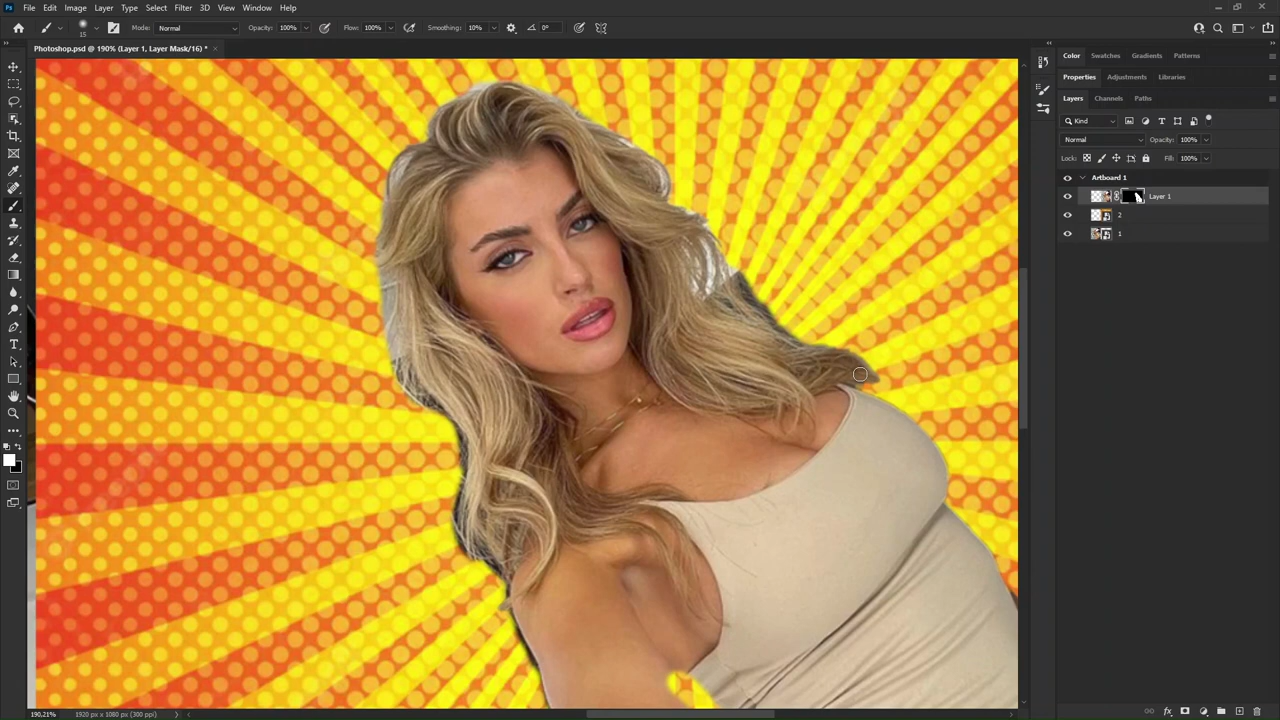 Ps File Edit Image Layer Type Select Filter 3D View Window Help
15 Mode: Normal Opacity: 100% Flow: 100% Smoothing: 10% 0°
Photoshop.psd @ 190% (Layer 1, Layer Mask/16) *
Color Swatches Gradients Patterns
Properties Adjustments Libraries
Layers Channels Paths
Kind
Normal Opacity: 100%
Lock: Fill: 100%
Artboard 1
Layer 1
2
1
190,21% 1920 px x 1080 px (300 ppi)